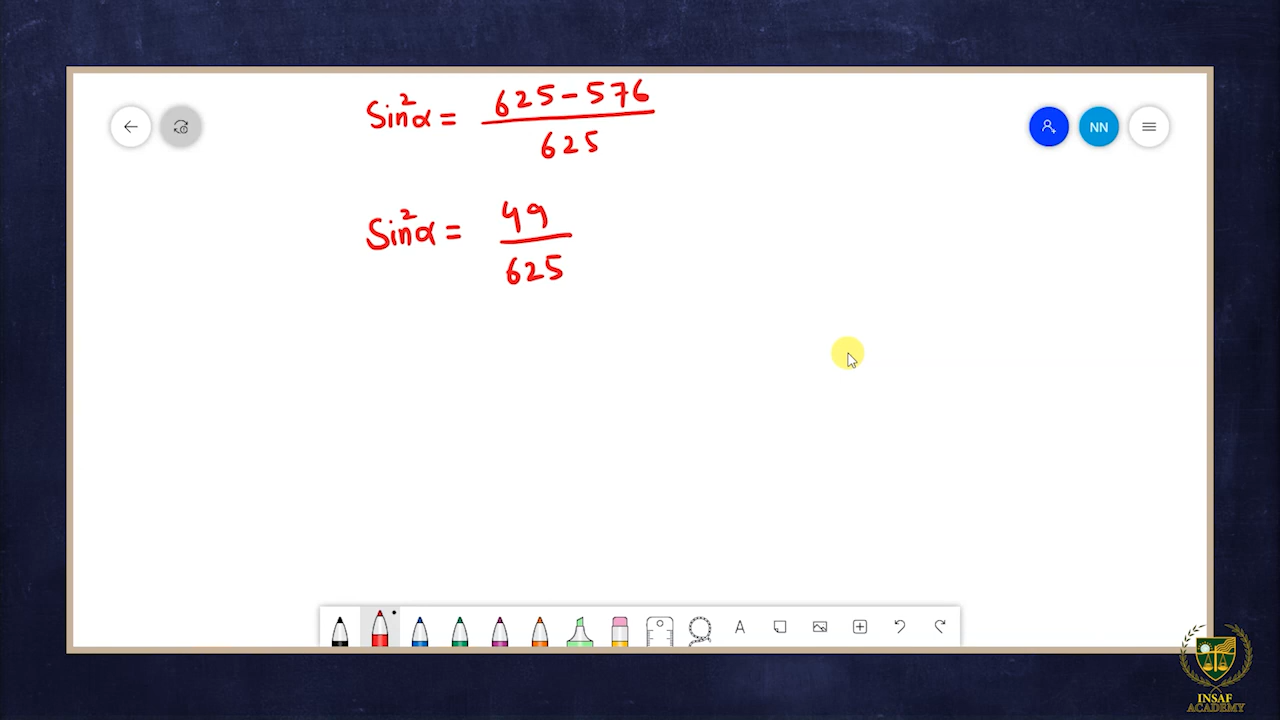 Sin²α = 625-576 / 625
NN
Sin²α = 49 / 625
A
INSAF
ACADEMY